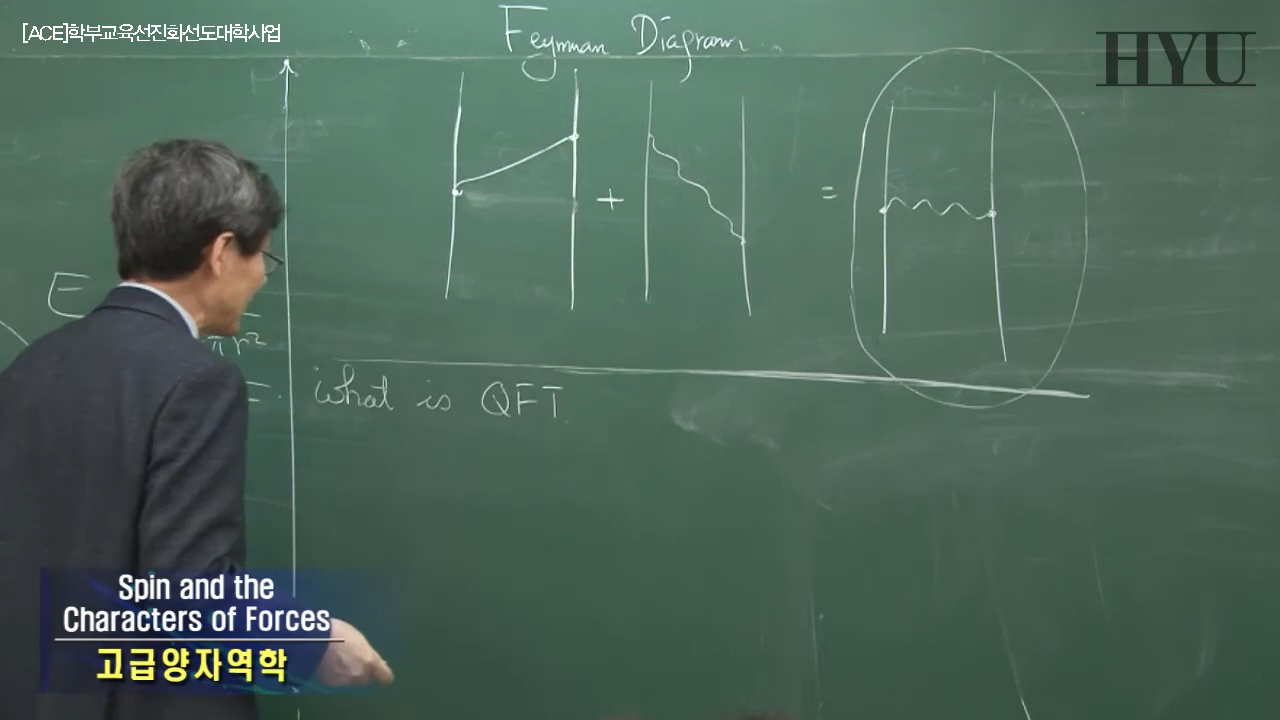 [ACE]학부교육선진화선도대학사업
Feynman Diagram
HYU
+
=
E
πr²
=
What is QFT
Spin and the
Characters of Forces
고급양자역학